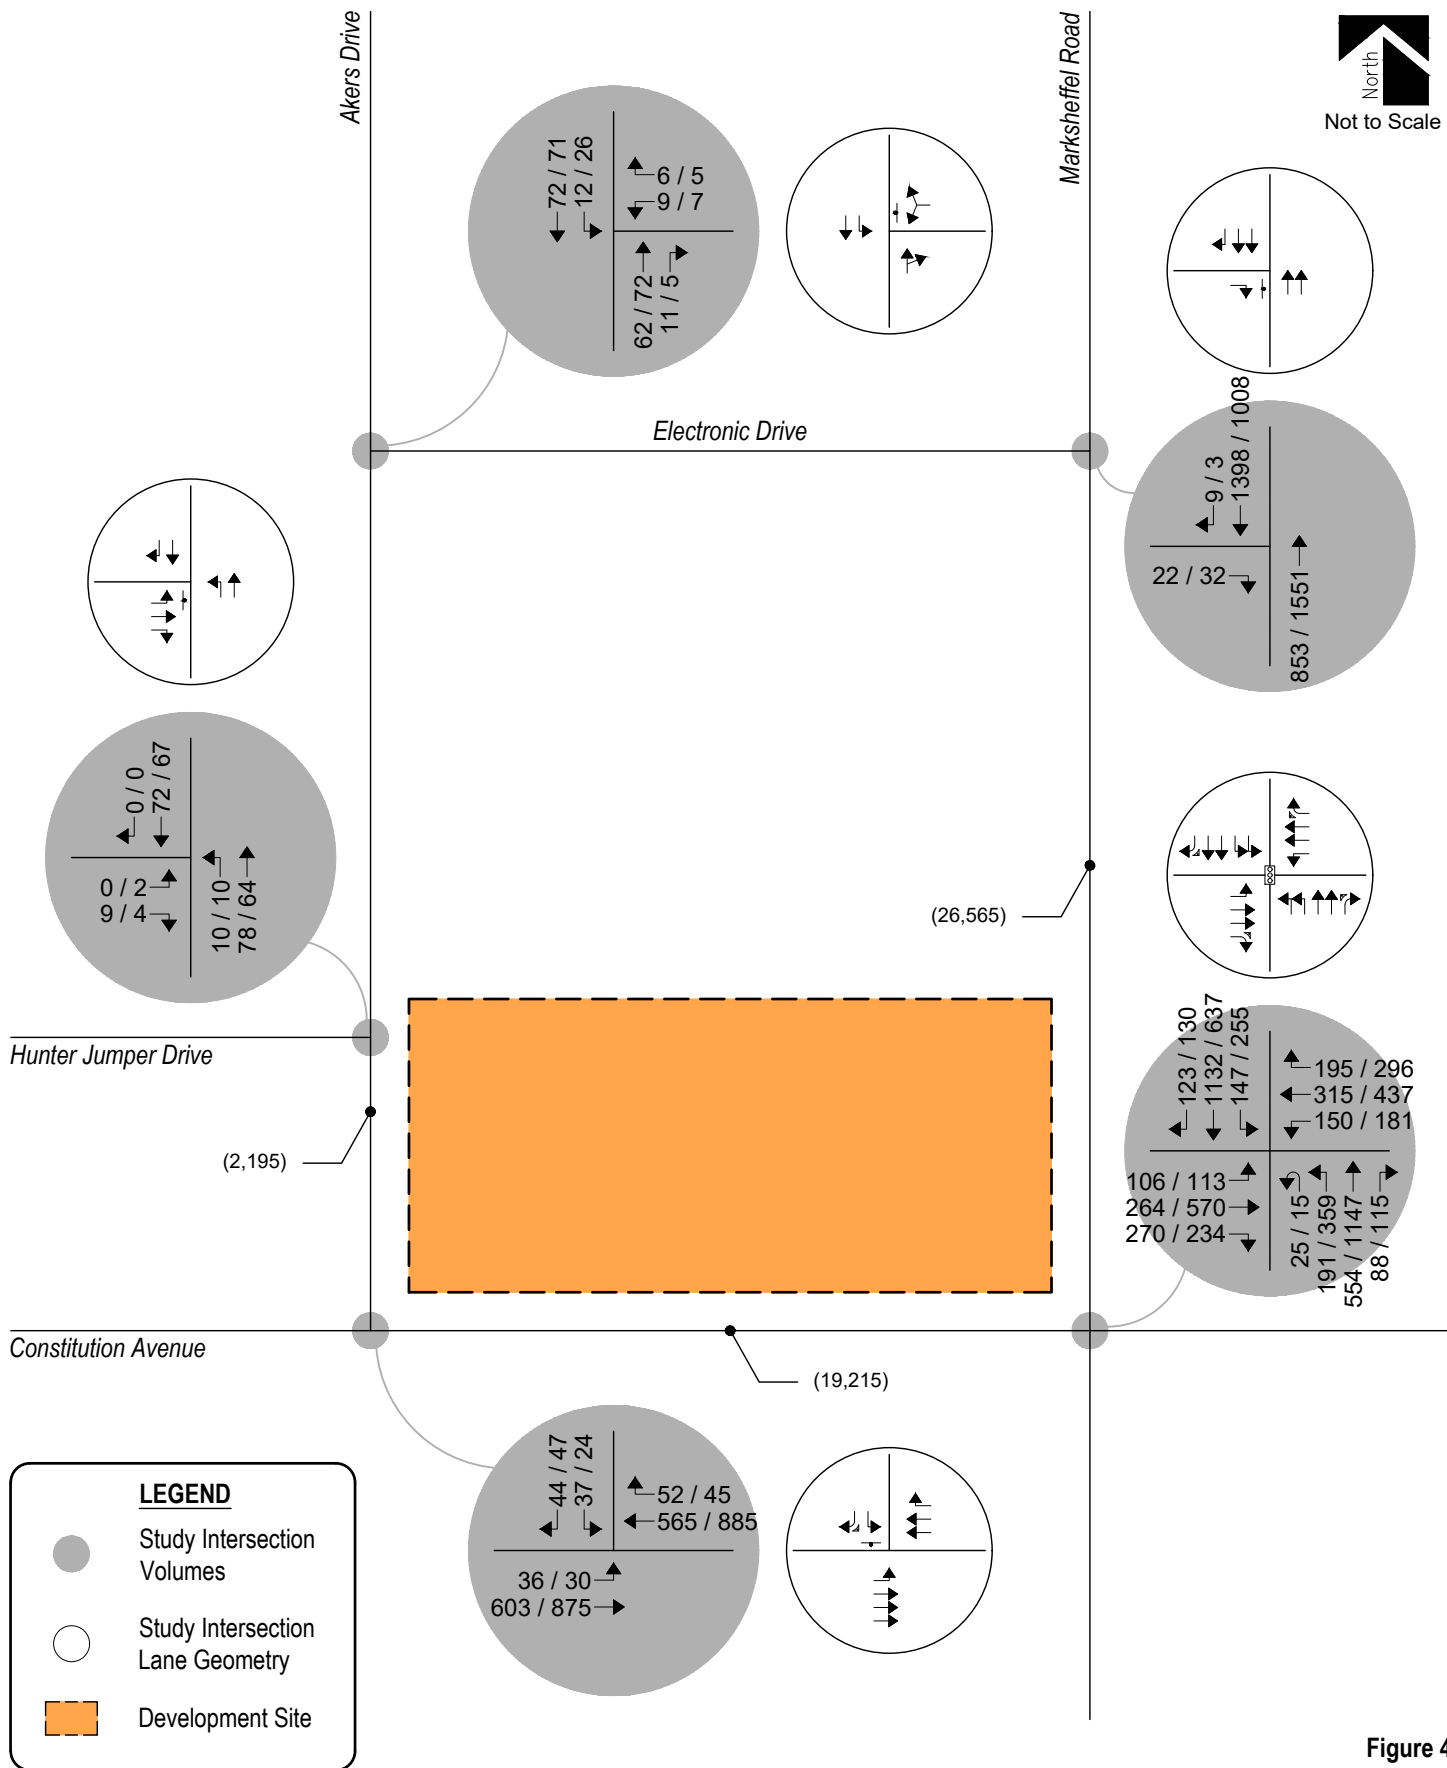 Akers Drive
Marksheffel Road
North
Not to Scale
72 / 71
12 / 26
6 / 5
9 / 7
62 / 72
11 / 5
Electronic Drive
9 / 3
1398 / 1008
22 / 32
853 / 1551
0 / 0
72 / 67
0 / 2
9 / 4
10 / 10
78 / 64
(26,565)
Hunter Jumper Drive
(2,195)
123 / 130
1132 / 637
147 / 255
195 / 296
315 / 437
150 / 181
106 / 113
264 / 570
270 / 234
25 / 15
191 / 359
554 / 1147
88 / 115
Constitution Avenue
(19,215)
44 / 47
37 / 24
52 / 45
565 / 885
36 / 30
603 / 875
LEGEND
Study Intersection
Volumes
Study Intersection
Lane Geometry
Development Site
Figure 4